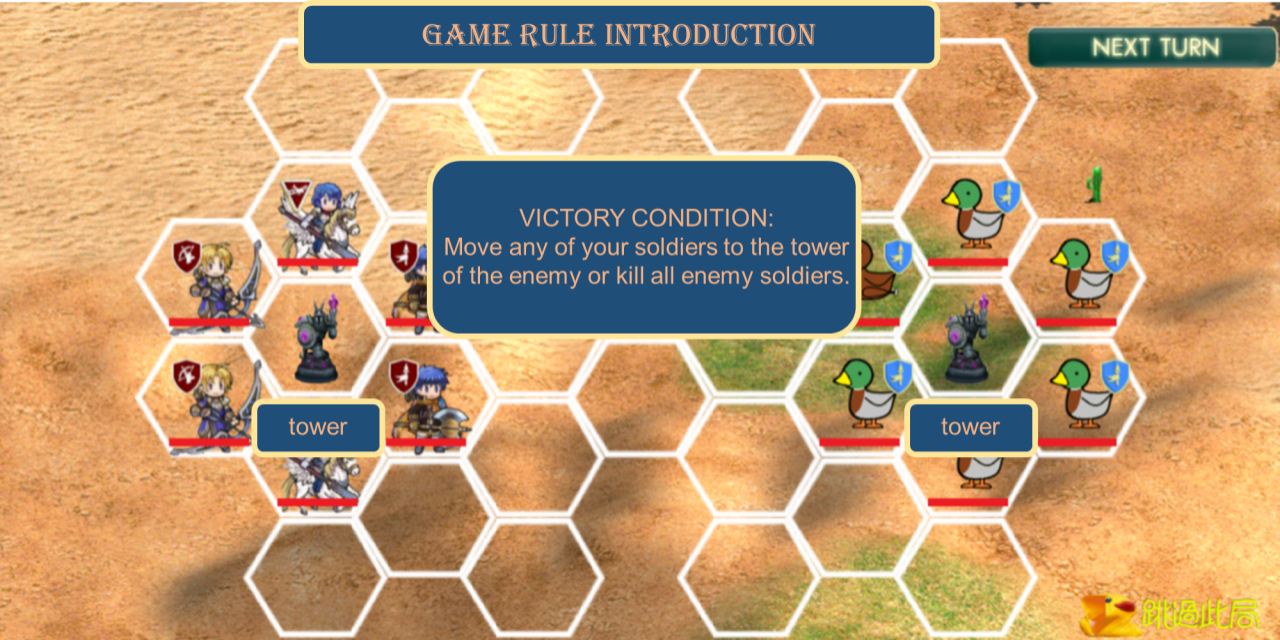 GAME RULE INTRODUCTION
NEXT TURN
VICTORY CONDITION:
Move any of your soldiers to the tower
of the enemy or kill all enemy soldiers.
tower
tower
跳過此局